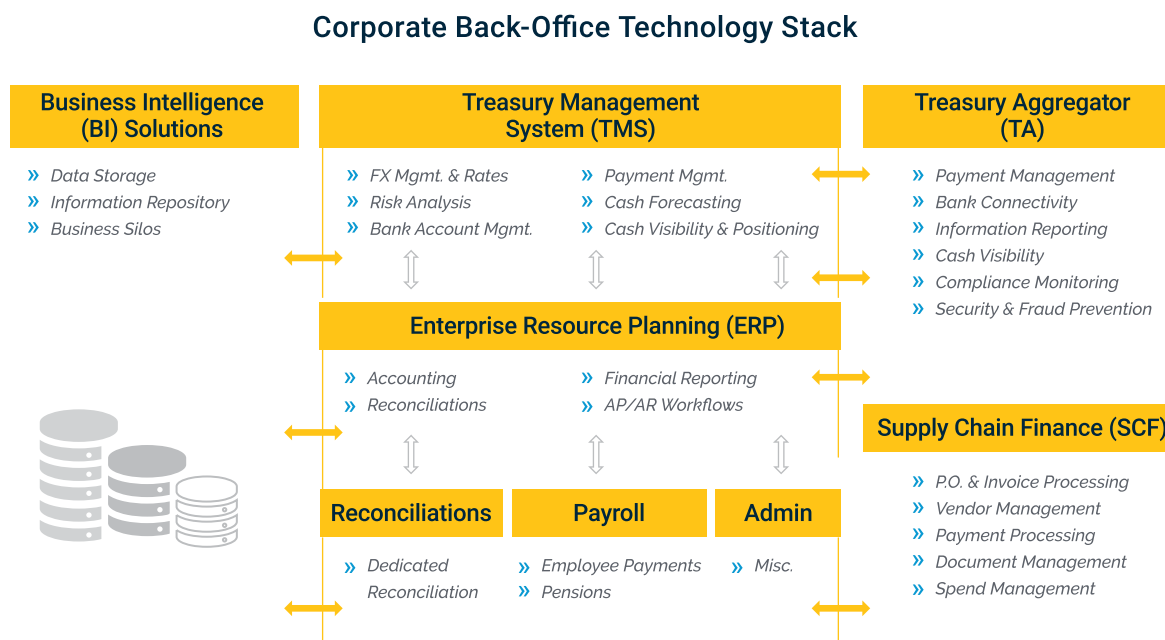 Corporate Back-Office Technology Stack
Business Intelligence
(BI) Solutions
Data Storage
Information Repository
Business Silos
Treasury Management
System (TMS)
FX Mgmt. & Rates
Risk Analysis
Bank Account Mgmt.
Payment Mgmt.
Cash Forecasting
Cash Visibility & Positioning
Treasury Aggregator
(TA)
Payment Management
Bank Connectivity
Information Reporting
Cash Visibility
Compliance Monitoring
Security & Fraud Prevention
Enterprise Resource Planning (ERP)
Accounting
Reconciliations
Financial Reporting
AP/AR Workflows
Supply Chain Finance (SCF)
P.O. & Invoice Processing
Vendor Management
Payment Processing
Document Management
Spend Management
Reconciliations
Dedicated
Reconciliation
Payroll
Employee Payments
Pensions
Admin
Misc.